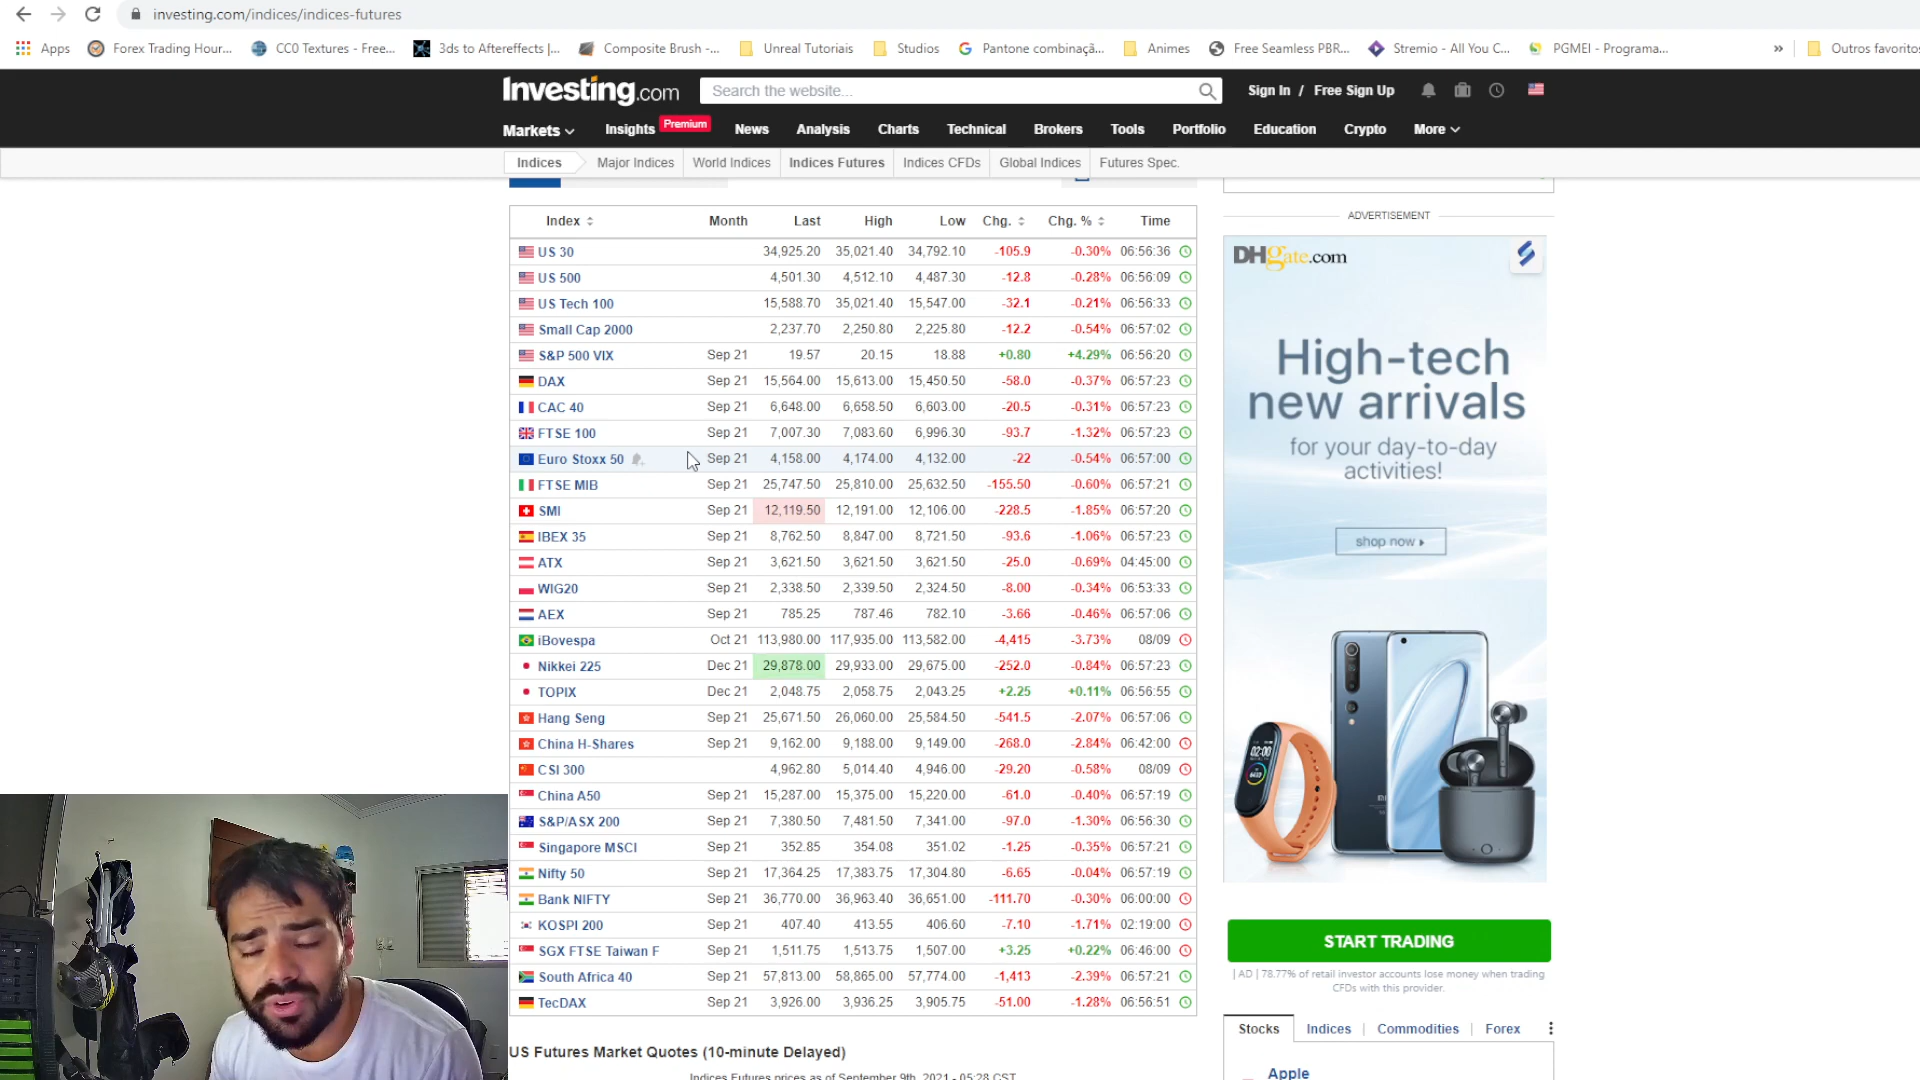 investing.com/indices/indices-futures
Apps Forex Trading Hour... CC0 Textures - Free... 3ds to Aftereffects |... Composite Brush -... Unreal Tutoriais Studios Pantone combinaçã... Animes Free Seamless PBR... Stremio - All You C... PGMEI - Programa... » Outros favoritos
Investing.com Search the website... Sign In / Free Sign Up
Markets Insights Premium News Analysis Charts Technical Brokers Tools Portfolio Education Crypto More
Indices Major Indices World Indices Indices Futures Indices CFDs Global Indices Futures Spec.
Index Month Last High Low Chg. Chg. % Time
US 30 34,925.20 35,021.40 34,792.10 -105.9 -0.30% 06:56:36
US 500 4,501.30 4,512.10 4,487.30 -12.8 -0.28% 06:56:09
US Tech 100 15,588.70 35,021.40 15,547.00 -32.1 -0.21% 06:56:33
Small Cap 2000 2,237.70 2,250.80 2,225.80 -12.2 -0.54% 06:57:02
S&P 500 VIX Sep 21 19.57 20.15 18.88 +0.80 +4.29% 06:56:20
DAX Sep 21 15,564.00 15,613.00 15,450.50 -58.0 -0.37% 06:57:23
CAC 40 Sep 21 6,648.00 6,658.50 6,603.00 -20.5 -0.31% 06:57:23
FTSE 100 Sep 21 7,007.30 7,083.60 6,996.30 -93.7 -1.32% 06:57:23
Euro Stoxx 50 Sep 21 4,158.00 4,174.00 4,132.00 -22 -0.54% 06:57:00
FTSE MIB Sep 21 25,747.50 25,810.00 25,632.50 -155.50 -0.60% 06:57:21
SMI Sep 21 12,119.50 12,191.00 12,106.00 -228.5 -1.85% 06:57:20
IBEX 35 Sep 21 8,762.50 8,847.00 8,721.50 -93.6 -1.06% 06:57:23
ATX Sep 21 3,621.50 3,621.50 3,621.50 -25.0 -0.69% 04:45:00
WIG20 Sep 21 2,338.50 2,339.50 2,324.50 -8.00 -0.34% 06:53:33
AEX Sep 21 785.25 787.46 782.10 -3.66 -0.46% 06:57:06
iBovespa Oct 21 113,980.00 117,935.00 113,582.00 -4,415 -3.73% 08/09
Nikkei 225 Dec 21 29,878.00 29,933.00 29,675.00 -252.0 -0.84% 06:57:23
TOPIX Dec 21 2,048.75 2,058.75 2,043.25 +2.25 +0.11% 06:56:55
Hang Seng Sep 21 25,671.50 26,060.00 25,584.50 -541.5 -2.07% 06:57:06
China H-Shares Sep 21 9,162.00 9,188.00 9,149.00 -268.0 -2.84% 06:42:00
CSI 300 4,962.80 5,014.40 4,946.00 -29.20 -0.58% 08/09
China A50 Sep 21 15,287.00 15,375.00 15,220.00 -61.0 -0.40% 06:57:19
S&P/ASX 200 Sep 21 7,380.50 7,481.50 7,341.00 -97.0 -1.30% 06:56:30
Singapore MSCI Sep 21 352.85 354.08 351.02 -1.25 -0.35% 06:57:21
Nifty 50 Sep 21 17,364.25 17,383.75 17,304.80 -6.65 -0.04% 06:57:19
Bank NIFTY Sep 21 36,770.00 36,963.40 36,651.00 -111.70 -0.30% 06:00:00
KOSPI 200 Sep 21 407.40 413.55 406.60 -7.10 -1.71% 02:19:00
SGX FTSE Taiwan F Sep 21 1,511.75 1,513.75 1,507.00 +3.25 +0.22% 06:46:00
South Africa 40 Sep 21 57,813.00 58,865.00 57,774.00 -1,413 -2.39% 06:57:21
TecDAX Sep 21 3,926.00 3,936.25 3,905.75 -51.00 -1.28% 06:56:51
US Futures Market Quotes (10-minute Delayed)
Indices Futures prices as of September 9th, 2021 - 05:28 CST
ADVERTISEMENT
DHgate.com
High-tech
new arrivals
for your day-to-day
activities!
shop now
02:00
START TRADING
| AD | 78.77% of retail investor accounts lose money when trading
CFDs with this provider.
Stocks Indices | Commodities | Forex
Apple